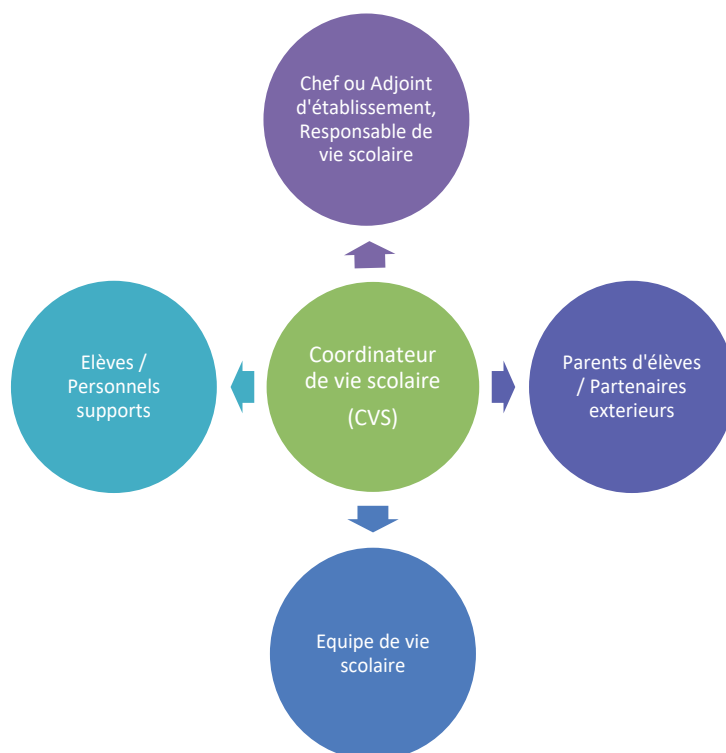 Chef ou Adjoint
d'établissement,
Responsable de
vie scolaire
Elèves /
Personnels
supports
Coordinateur
de vie scolaire
(CVS)
Parents d'élèves
/ Partenaires
exterieurs
Equipe de vie
scolaire